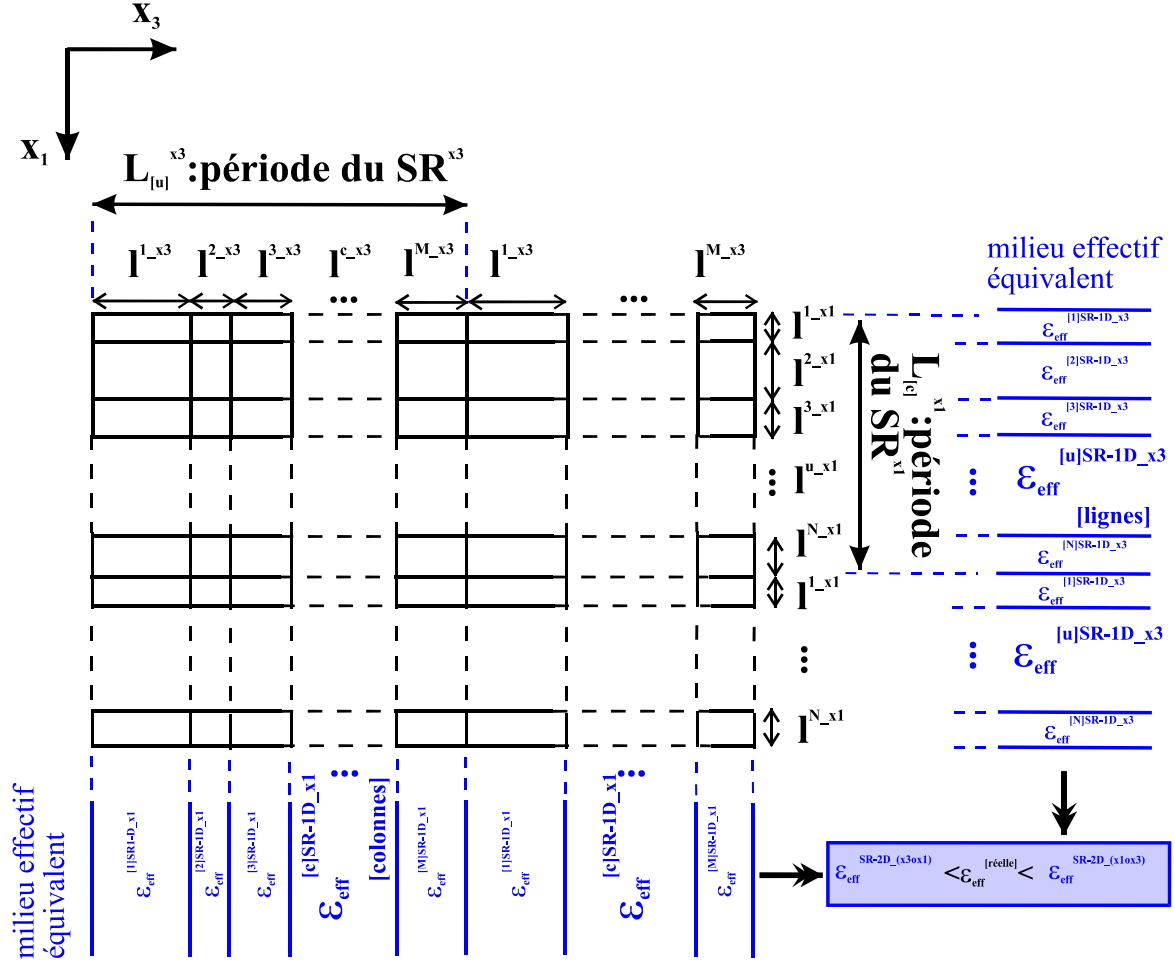 x3
x1
L[u]x3:période du SRx3
l1_x3 l2_x3 l3_x3 lc_x3 lM_x3 l1_x3 lM_x3
... ...
milieu effectif
équivalent
l1_x1
l2_x1
l3_x1
... lu_x1
lN_x1
l1_x1
...
lN_x1
L[c]x1:période
du SRx1
εeff[1]SR-1D_x3
εeff[2]SR-1D_x3
εeff[3]SR-1D_x3
... εeff[u]SR-1D_x3
[lignes]
εeff[N]SR-1D_x3
εeff[1]SR-1D_x3
... εeff[u]SR-1D_x3
εeff[N]SR-1D_x3
... ...
milieu effectif
équivalent
εeff[1]SR1-D_x1
εeff[2]SR-1D_x1
εeff[3]SR-1D_x1
εeff[c]SR-1D_x1
[colonnes]
εeff[M]SR-1D_x1
εeff[1]SR-1D_x1
εeff[c]SR-1D_x1
εeff[M]SR-1D_x1
εeffSR-2D_(x3ox1) <εeff[réelle]< εeffSR-2D_(x1ox3)